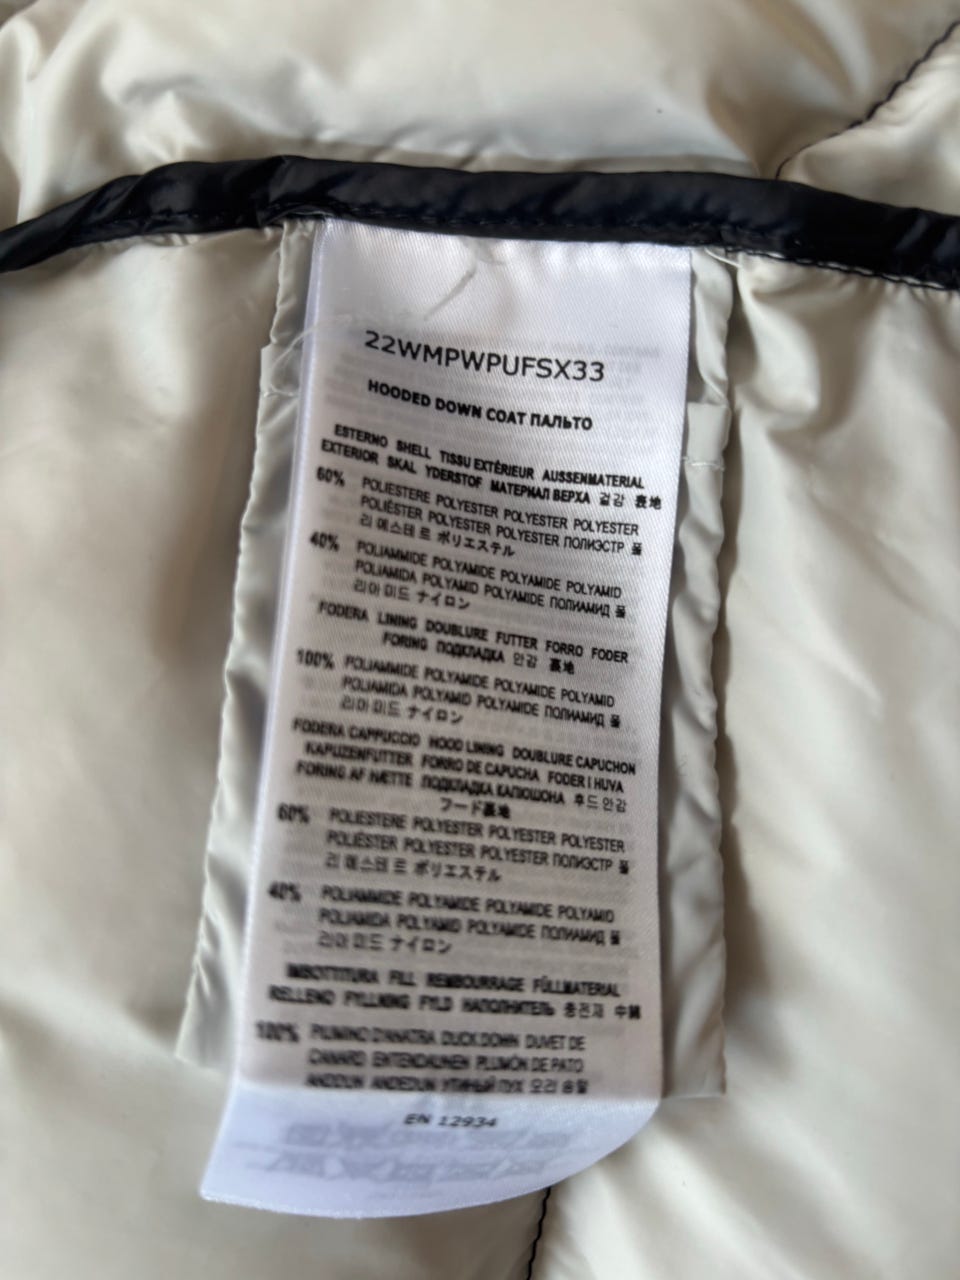 22WMPWPUFSX33
HOODED DOWN COAT ПАЛЬТО
ESTERNO SHELL TISSU EXTÉRIEUR AUSSENMATERIAL
EXTERIOR SKAL YDERSTOF МАТЕРИАЛ ВЕРХА 겉감 表地
60% POLIESTERE POLYESTER POLYESTER POLYESTER
POLIÉSTER POLYESTER POLYESTER ПОЛИЭСТР 폴
리 에스테 르 ポリエステル
40% POLIAMMIDE POLYAMIDE POLYAMIDE POLYAMID
POLIAMIDA POLYAMID POLYAMIDE ПОЛИАМИД 폴
리아 미드 ナイロン
FODERA LINING DOUBLURE FUTTER FORRO FODER
FORING ПОДКЛАДКА 안감 裏地
100% POLIAMMIDE POLYAMIDE POLYAMIDE POLYAMID
POLIAMIDA POLYAMID POLYAMIDE ПОЛИАМИД 폴
리아 미드 ナイロン
FODERA CAPPUCCIO HOOD LINING DOUBLURE CAPUCHON
KAPUZENFUTTER FORRO DE CAPUCHA FODER I HUVA
FORING AF HÆTTE ПОДКЛАДКА КАПЮШОНА 후드 안감
フード裏地
60% POLIESTERE POLYESTER POLYESTER POLYESTER
POLIÉSTER POLYESTER POLYESTER ПОЛИЭСТР 폴
리 에스테 르 ポリエステル
40% POLIAMMIDE POLYAMIDE POLYAMIDE POLYAMID
POLIAMIDA POLYAMID POLYAMIDE ПОЛИАМИД 폴
리아 미드 ナイロン
IMBOTTITURA FILL REMBOURRAGE FÜLLMATERIAL
RELLENO FYLLNING FYLD НАПОЛНИТЕЛЬ 충전재 中綿
100% PIUMINO D'ANATRA DUCK DOWN DUVET DE
CANARD ENTENDAUNEN PLUMÓN DE PATO
ANDDUN ANDEDUN УТИНЫЙ ПУХ 오리 솜털
EN 12934